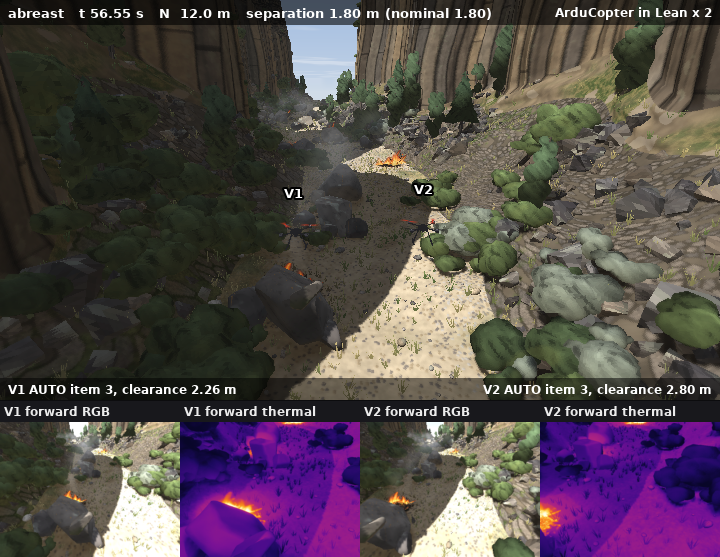 abreast t 56.55 s N 12.0 m separation 1.80 m (nominal 1.80) ArduCopter in Lean x 2
V1 V2
V1 AUTO item 3, clearance 2.26 m V2 AUTO item 3, clearance 2.80 m
V1 forward RGB V1 forward thermal V2 forward RGB V2 forward thermal